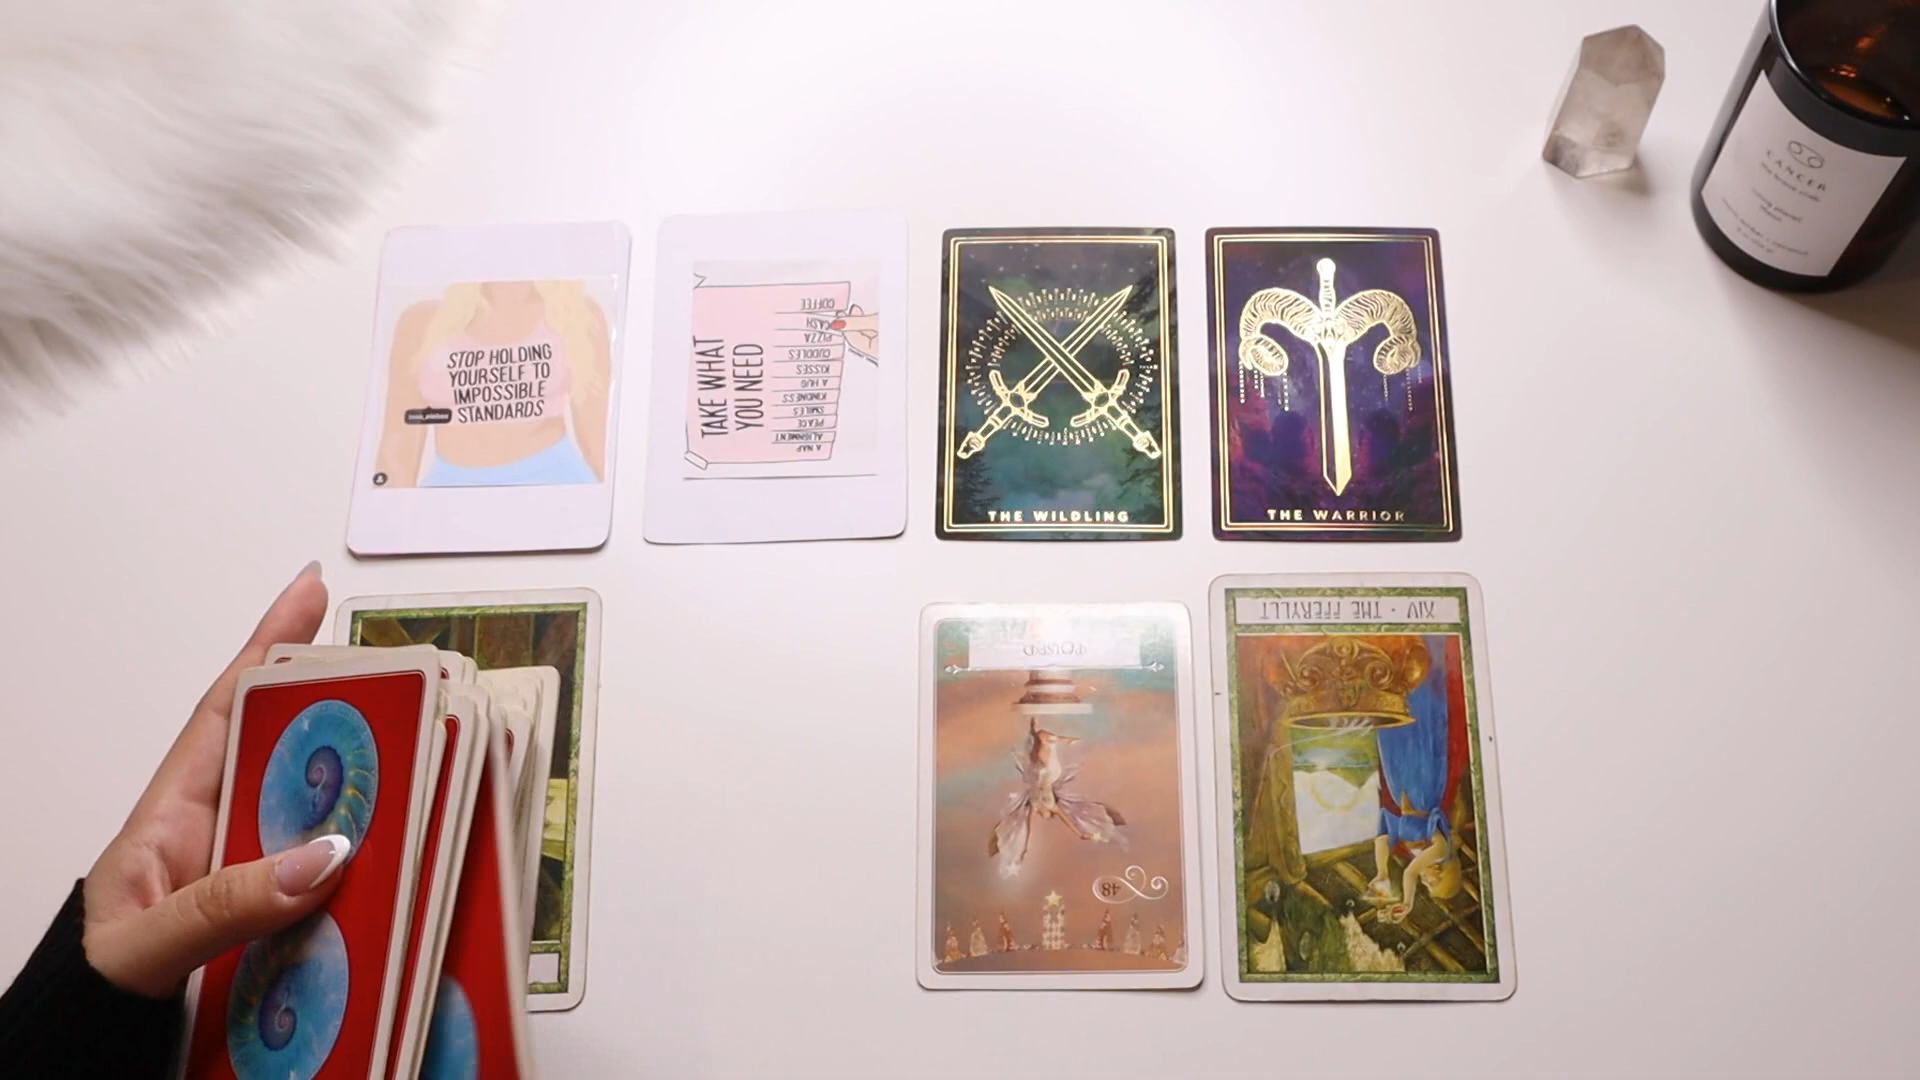 STOP HOLDING
YOURSELF TO
IMPOSSIBLE
STANDARDS
TAKE WHAT
YOU NEED
COFFEE
CASH
PIZZA
CUDDLES
KISSES
A HUG
KINDNESS
SMILES
PEACE
ALIGNMENT
A NAP
THE WILDLING
THE WARRIOR
CANCER
POISED
48
XIV · THE FFERYLLT